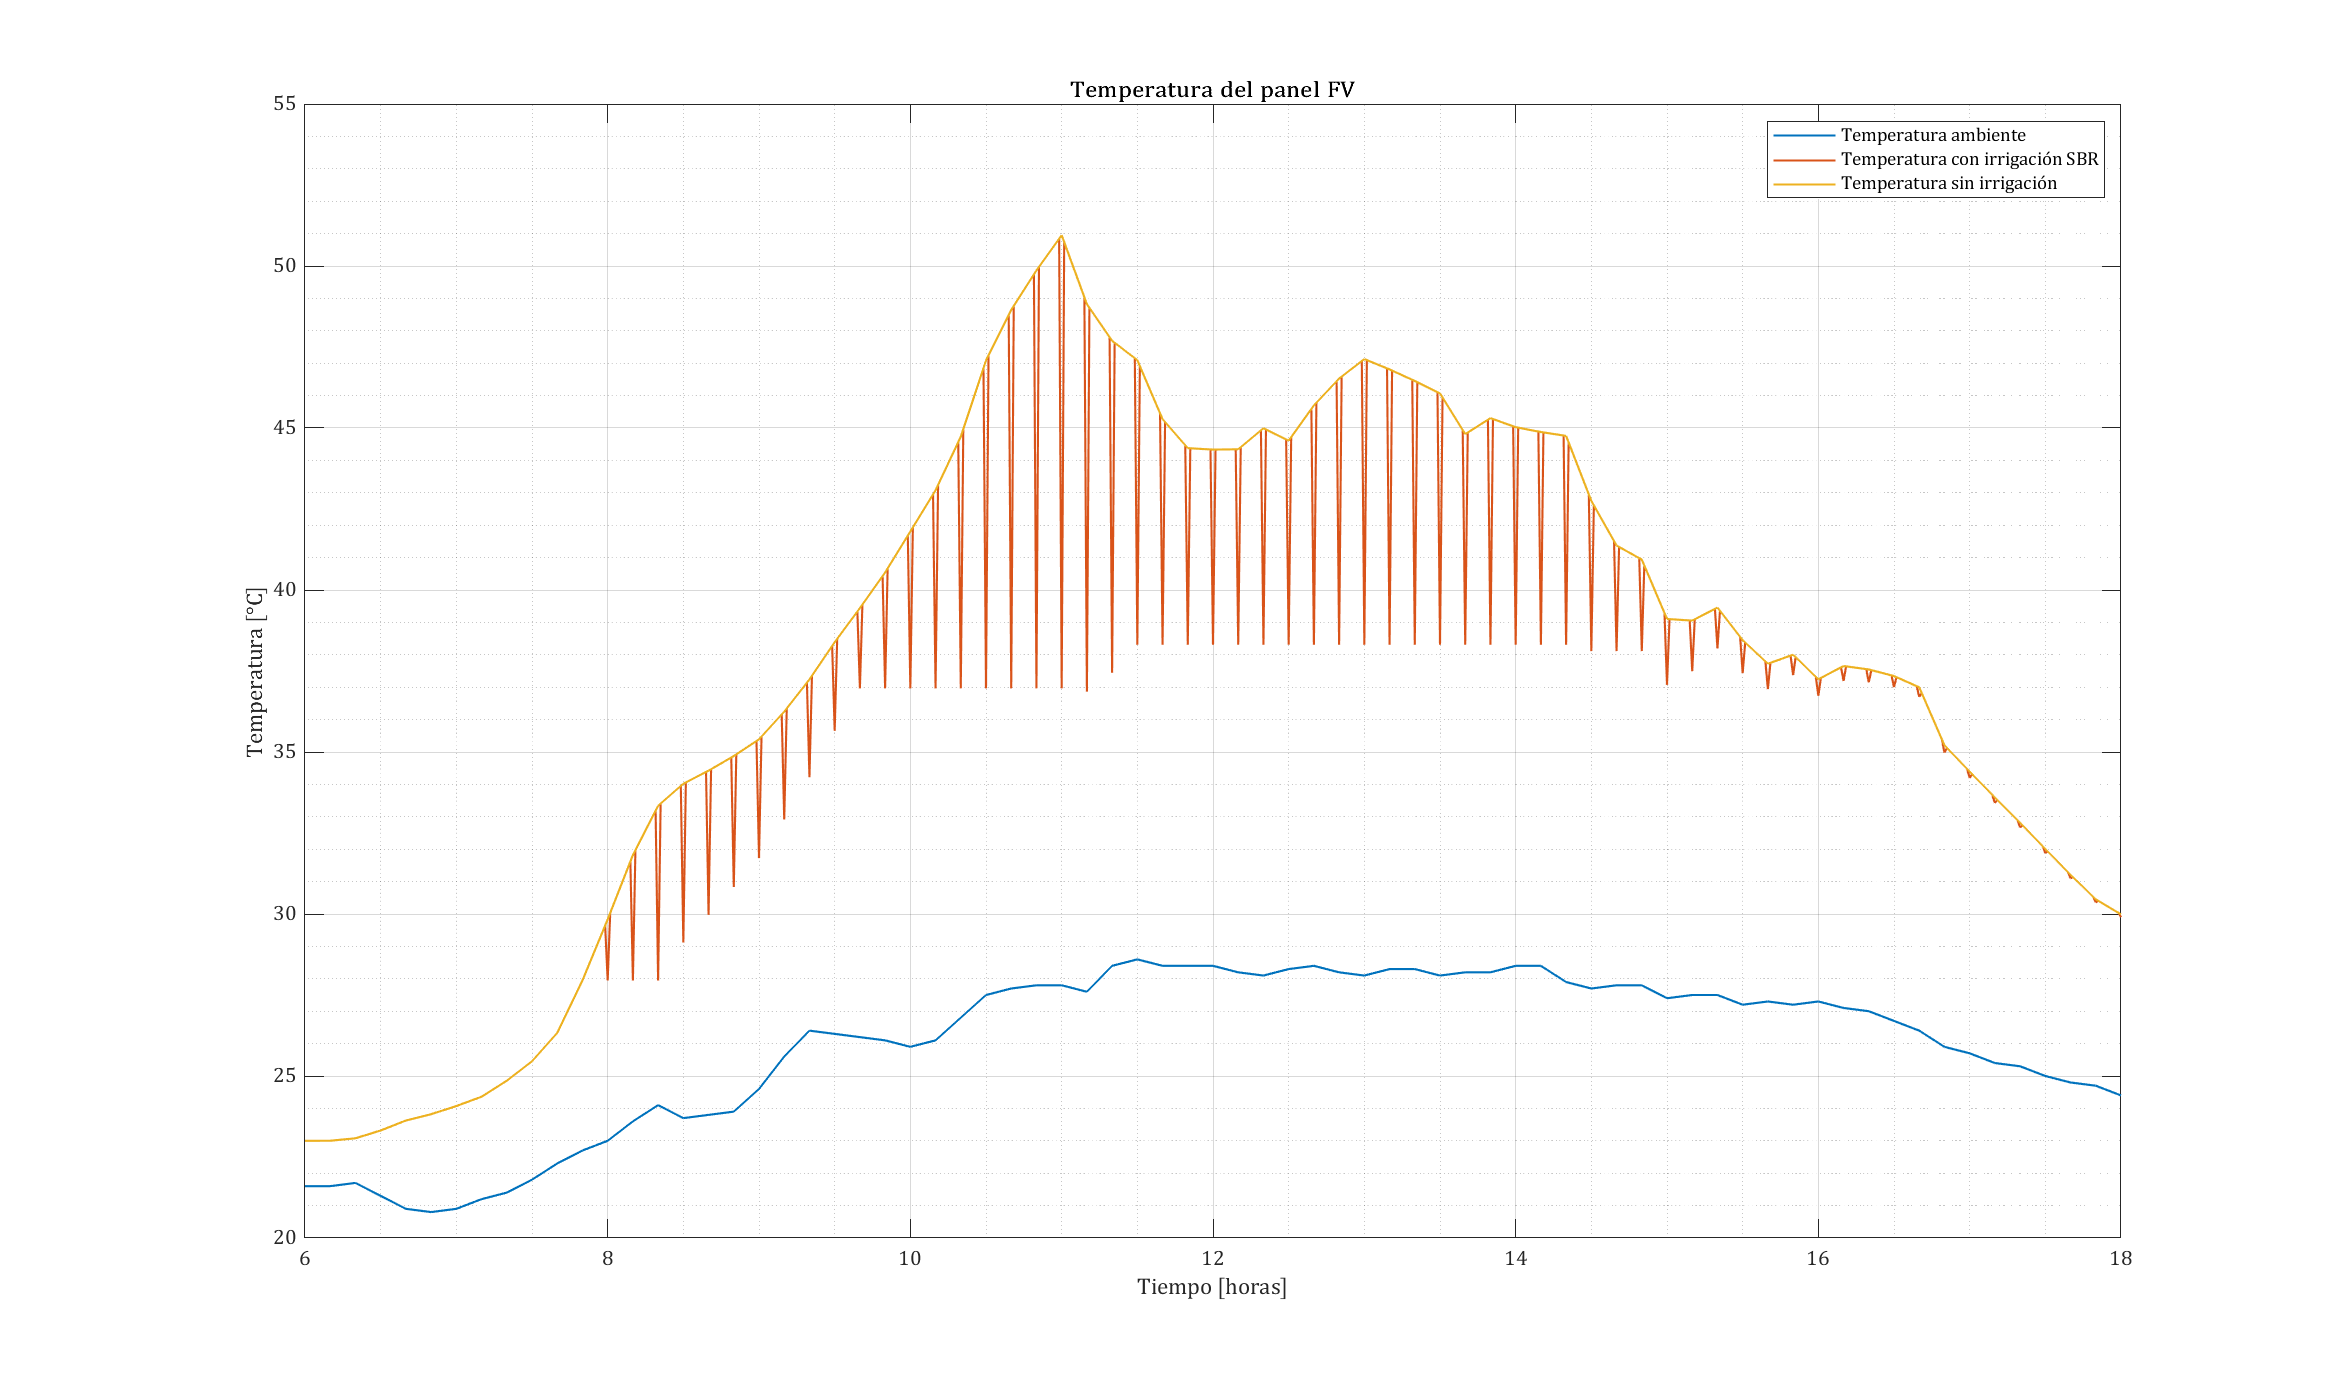 Temperatura del panel FV
55
50
45
40
35
30
25
20
Temperatura [°C]
Temperatura ambiente
Temperatura con irrigación SBR
Temperatura sin irrigación
6 8 10 12 14 16 18
Tiempo [horas]